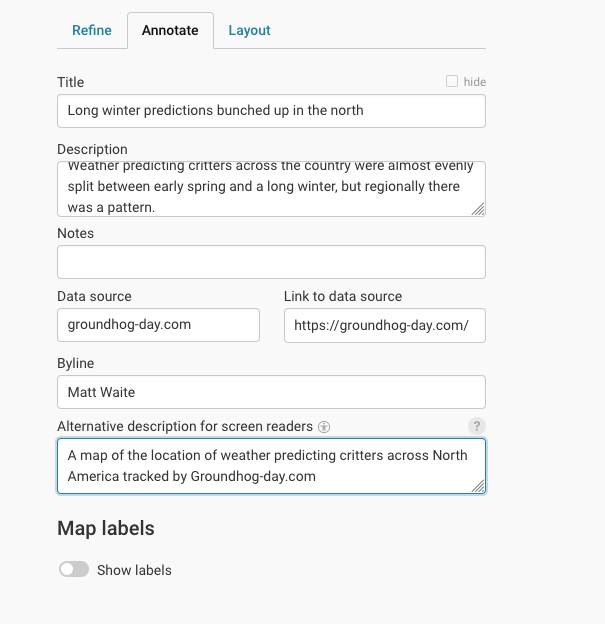 Refine Annotate Layout
Title hide
Long winter predictions bunched up in the north
Description
Weather predicting critters across the country were almost evenly
split between early spring and a long winter, but regionally there
was a pattern.
Notes
Data source Link to data source
groundhog-day.com https://groundhog-day.com/
Byline
Matt Waite
Alternative description for screen readers ?
A map of the location of weather predicting critters across North
America tracked by Groundhog-day.com
Map labels
Show labels